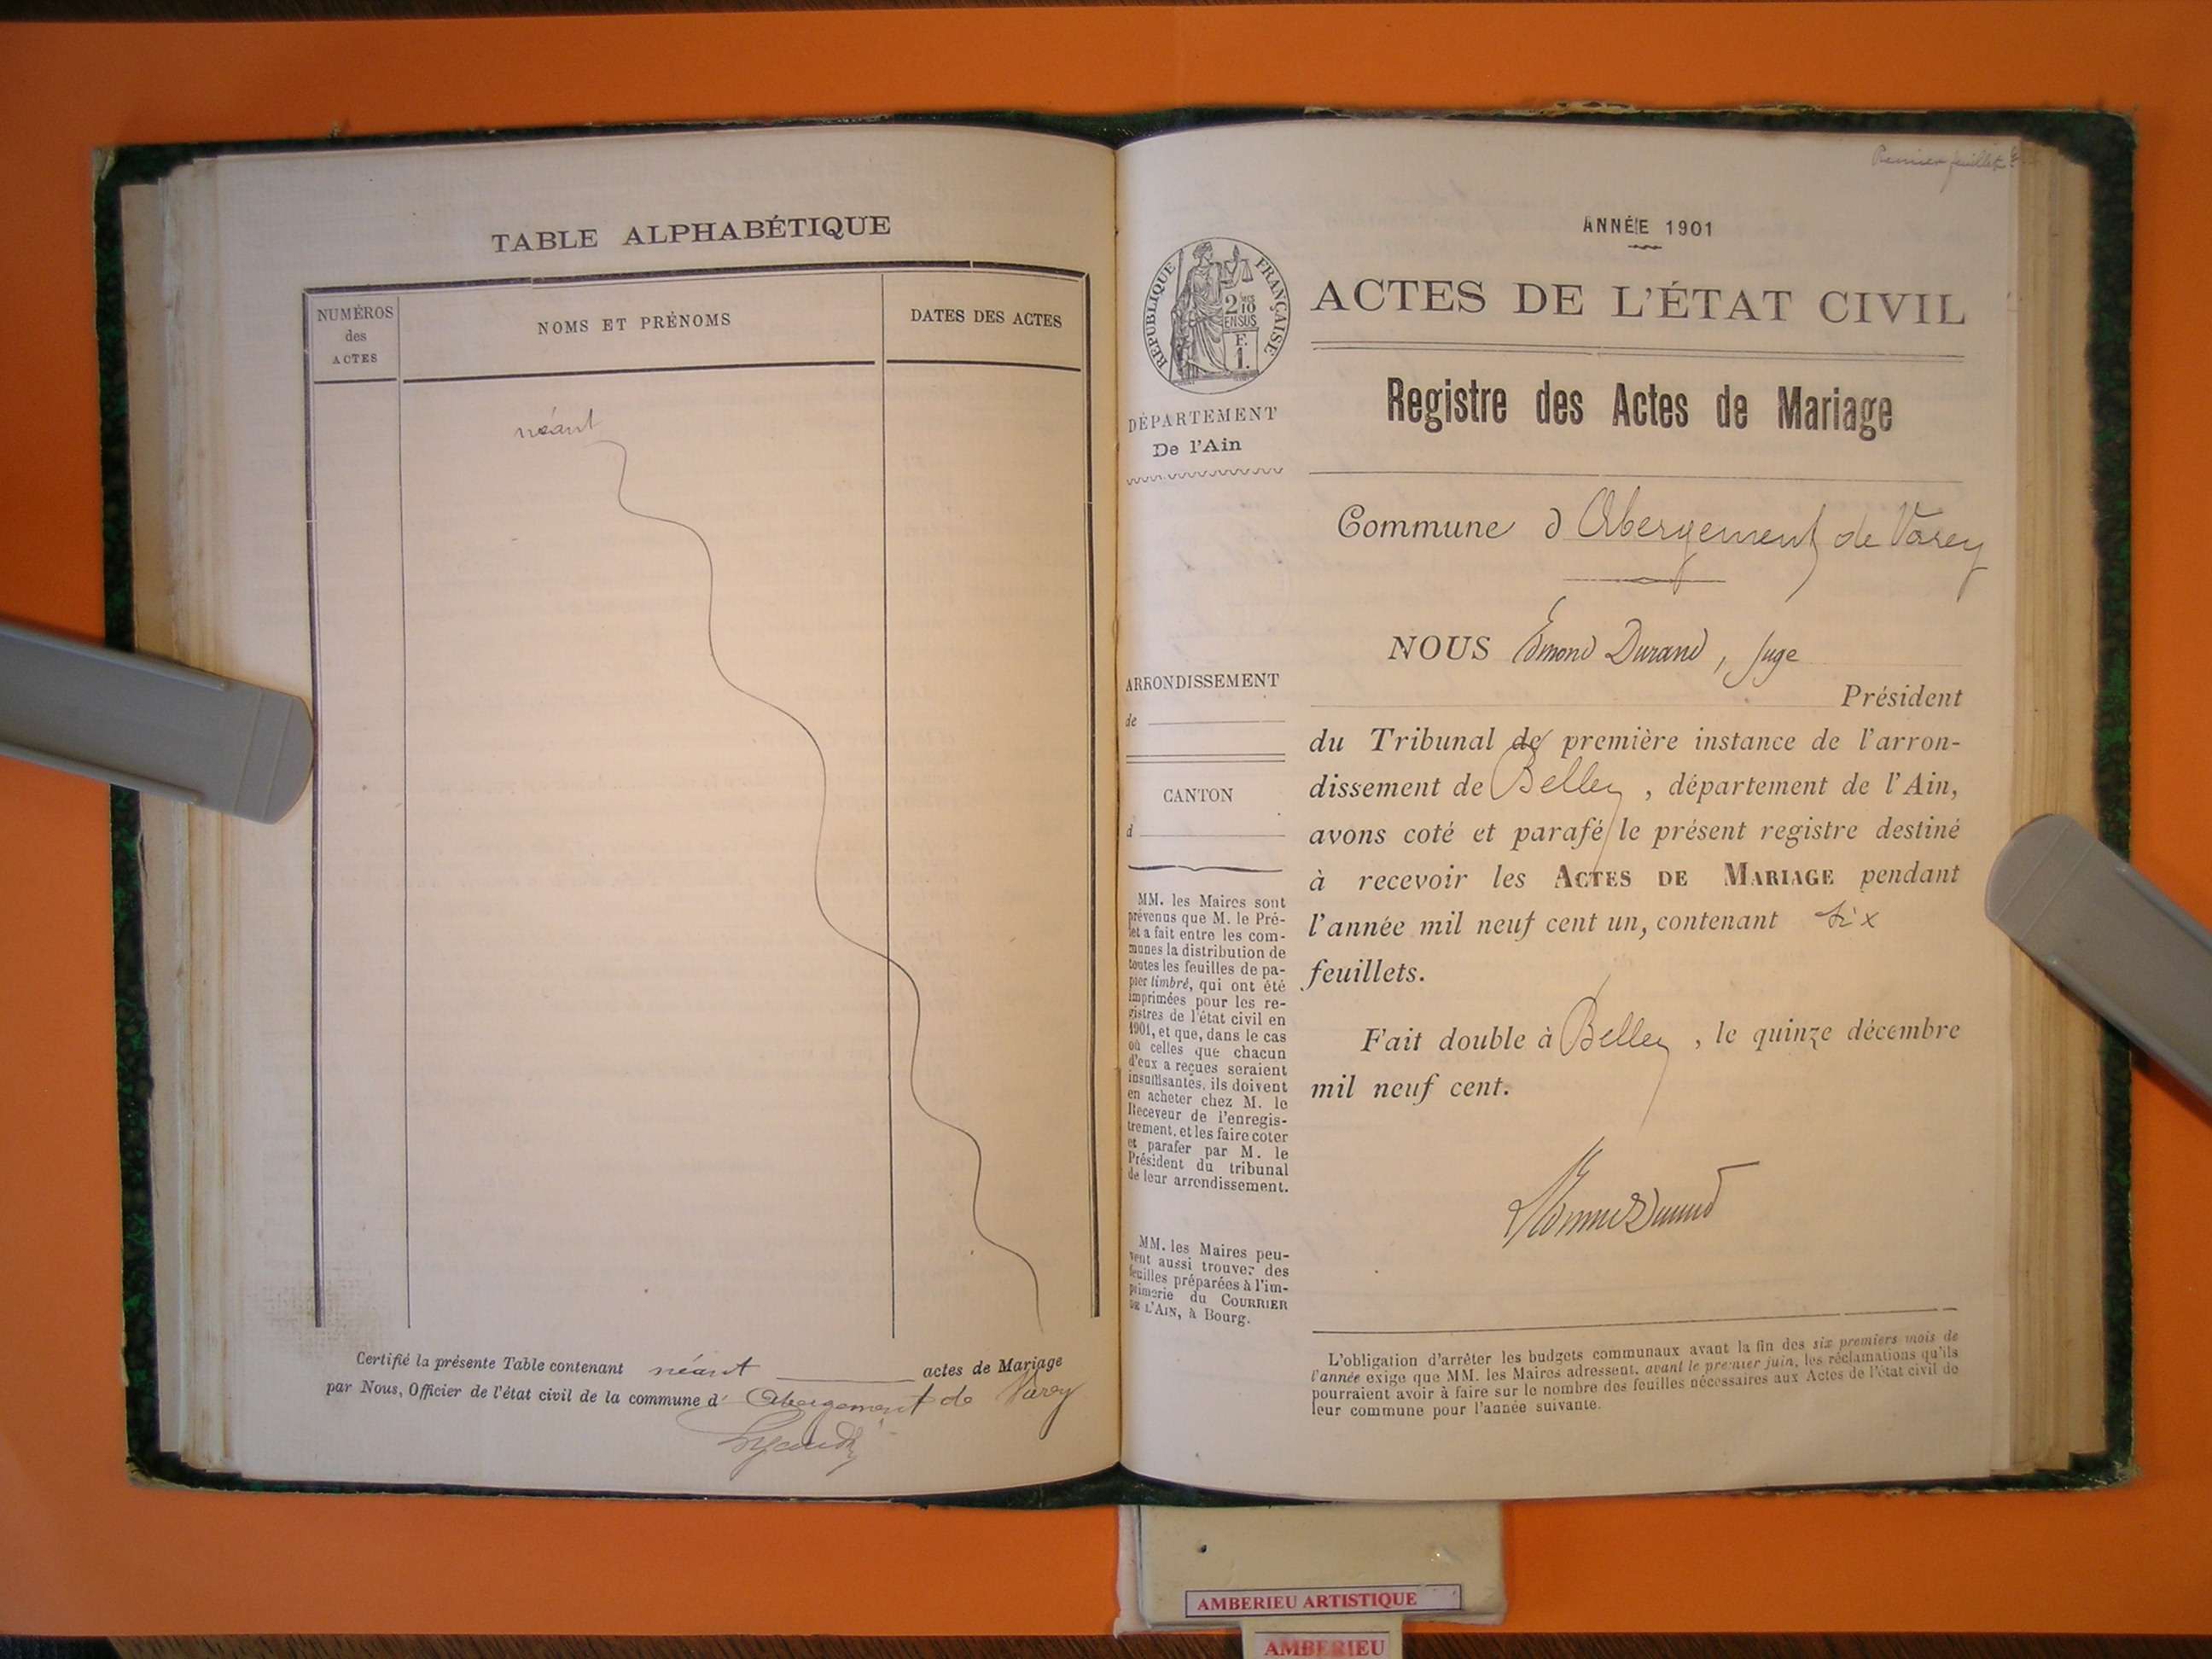 TABLE ALPHABÉTIQUE
NUMÉROS
des
ACTES
NOMS ET PRÉNOMS
DATES DES ACTES
néant
Certifié la présente Table contenant néant actes de Mariage
par Nous, Officier de l'état civil de la commune d' Abergement de Varey
Premier feuillet
ANNÉE 1901
RÉPUBLIQUE FRANÇAISE
2 10es
EN SUS
F.
1.
ACTES DE L'ÉTAT CIVIL
Registre des Actes de Mariage
DÉPARTEMENT
De l'Ain
Commune d Abergement de Varey
NOUS Edmond Durand, Juge
Président
du Tribunal de première instance de l'arron-
dissement de Belley, département de l'Ain,
avons coté et parafé le présent registre destiné
à recevoir les ACTES DE MARIAGE pendant
l'année mil neuf cent un, contenant six
feuillets.
Fait double à Belley, le quinze décembre
mil neuf cent.
ARRONDISSEMENT
de
CANTON
d
MM. les Maires sont
prévenus que M. le Pré-
fet a fait entre les com-
munes la distribution de
toutes les feuilles de pa-
pier timbré, qui ont été
imprimées pour les re-
gistres de l'état civil en
1901, et que, dans le cas
où celles que chacun
d'eux a reçues seraient
insuffisantes, ils doivent
en acheter chez M. le
Receveur de l'enregis-
trement, et les faire coter
et parafer par M. le
Président du tribunal
de leur arrondissement.
MM. les Maires peu-
vent aussi trouver des
feuilles préparées à l'im-
primerie du COURRIER
DE L'AIN, à Bourg.
L'obligation d'arrêter les budgets communaux avant la fin des six premiers mois de
l'année exige que MM. les Maires adressent, avant le premier juin, les réclamations qu'ils
pourraient avoir à faire sur le nombre des feuilles nécessaires aux Actes de l'état civil de
leur commune pour l'année suivante.
AMBERIEU ARTISTIQUE
AMBERIEU